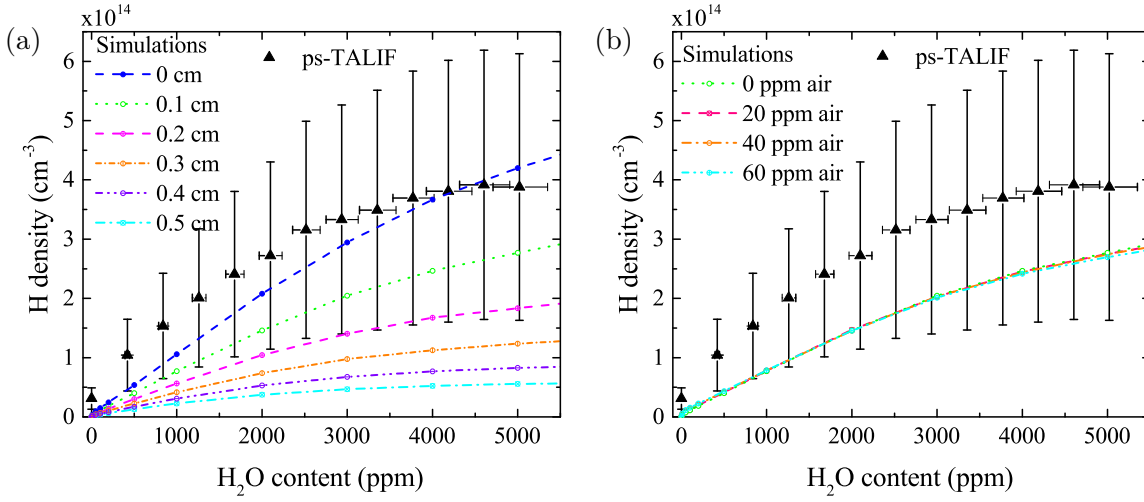 x10^14
(a)
Simulations
ps-TALIF
0 cm
0.1 cm
0.2 cm
0.3 cm
0.4 cm
0.5 cm
H density (cm^-3)
6
5
4
3
2
1
0
0 1000 2000 3000 4000 5000
H₂O content (ppm)
x10^14
(b)
Simulations
ps-TALIF
0 ppm air
20 ppm air
40 ppm air
60 ppm air
H density (cm^-3)
6
5
4
3
2
1
0
0 1000 2000 3000 4000 5000
H₂O content (ppm)